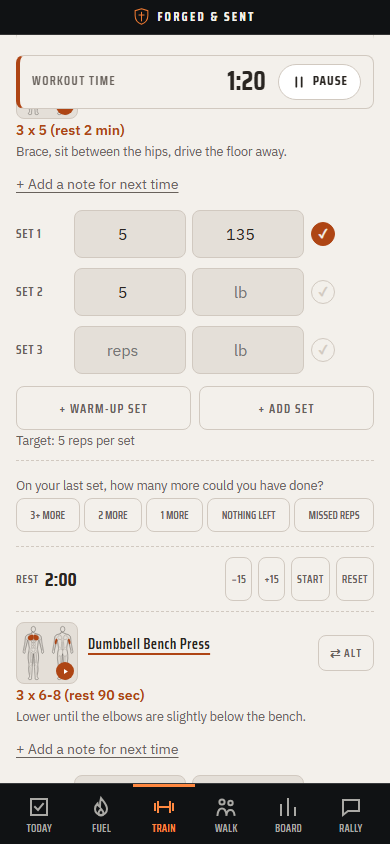 FORGED & SENT
WORKOUT TIME 1:20 PAUSE
3 x 5 (rest 2 min)
Brace, sit between the hips, drive the floor away.
+ Add a note for next time
SET 1 5 135
SET 2 5 lb
SET 3 reps lb
+ WARM-UP SET + ADD SET
Target: 5 reps per set
On your last set, how many more could you have done?
3+ MORE 2 MORE 1 MORE NOTHING LEFT MISSED REPS
REST 2:00 −15 +15 START RESET
Dumbbell Bench Press ⇄ ALT
3 x 6-8 (rest 90 sec)
Lower until the elbows are slightly below the bench.
+ Add a note for next time
TODAY FUEL TRAIN WALK BOARD RALLY